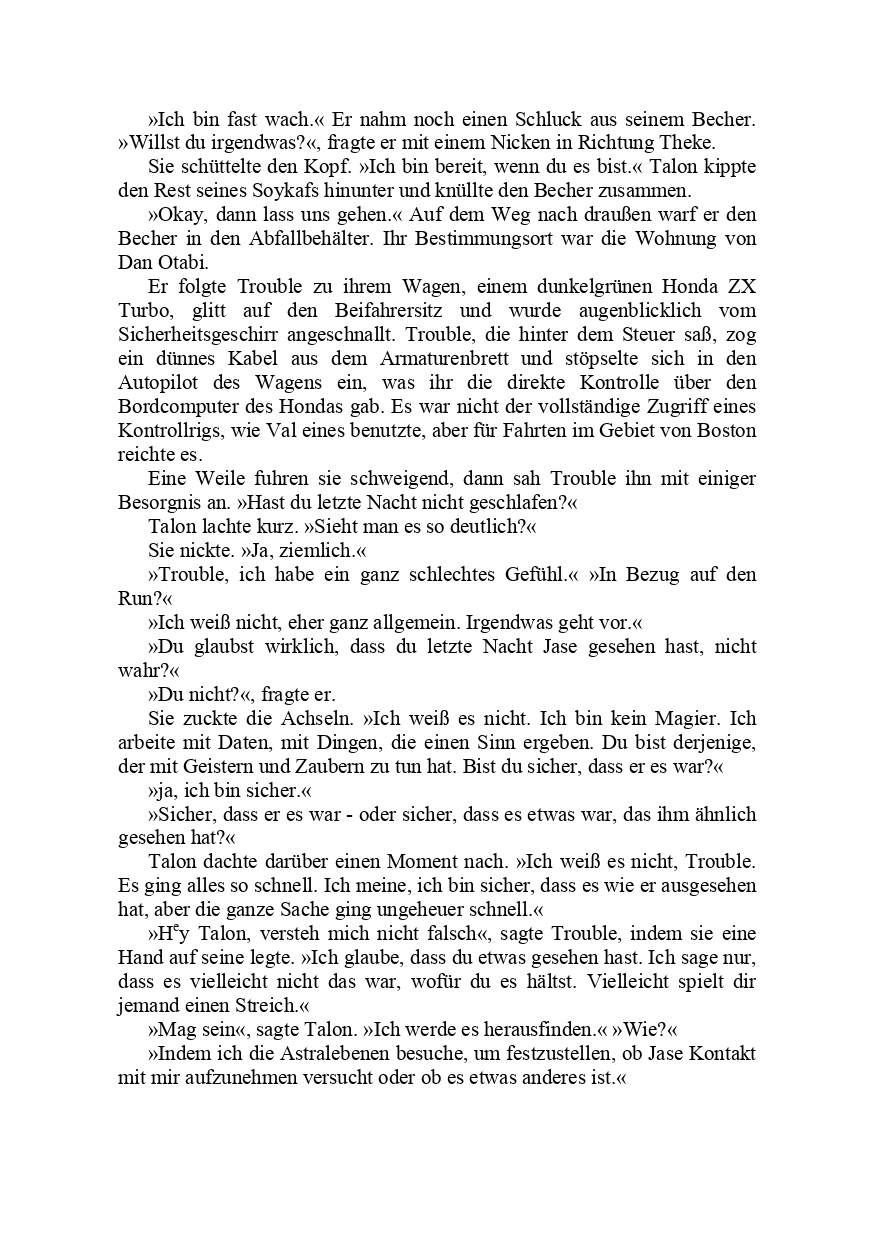 »Ich bin fast wach.« Er nahm noch einen Schluck aus seinem Becher.
»Willst du irgendwas?«, fragte er mit einem Nicken in Richtung Theke.
Sie schüttelte den Kopf. »Ich bin bereit, wenn du es bist.« Talon kippte
den Rest seines Soykafs hinunter und knüllte den Becher zusammen.
»Okay, dann lass uns gehen.« Auf dem Weg nach draußen warf er den
Becher in den Abfallbehälter. Ihr Bestimmungsort war die Wohnung von
Dan Otabi.
Er folgte Trouble zu ihrem Wagen, einem dunkelgrünen Honda ZX
Turbo, glitt auf den Beifahrersitz und wurde augenblicklich vom
Sicherheitsgeschirr angeschnallt. Trouble, die hinter dem Steuer saß, zog
ein dünnes Kabel aus dem Armaturenbrett und stöpselte sich in den
Autopilot des Wagens ein, was ihr die direkte Kontrolle über den
Bordcomputer des Hondas gab. Es war nicht der vollständige Zugriff eines
Kontrollrigs, wie Val eines benutzte, aber für Fahrten im Gebiet von Boston
reichte es.
Eine Weile fuhren sie schweigend, dann sah Trouble ihn mit einiger
Besorgnis an. »Hast du letzte Nacht nicht geschlafen?«
Talon lachte kurz. »Sieht man es so deutlich?«
Sie nickte. »Ja, ziemlich.«
»Trouble, ich habe ein ganz schlechtes Gefühl.« »In Bezug auf den
Run?«
»Ich weiß nicht, eher ganz allgemein. Irgendwas geht vor.«
»Du glaubst wirklich, dass du letzte Nacht Jase gesehen hast, nicht
wahr?«
»Du nicht?«, fragte er.
Sie zuckte die Achseln. »Ich weiß es nicht. Ich bin kein Magier. Ich
arbeite mit Daten, mit Dingen, die einen Sinn ergeben. Du bist derjenige,
der mit Geistern und Zaubern zu tun hat. Bist du sicher, dass er es war?«
»ja, ich bin sicher.«
»Sicher, dass er es war - oder sicher, dass es etwas war, das ihm ähnlich
gesehen hat?«
Talon dachte darüber einen Moment nach. »Ich weiß es nicht, Trouble.
Es ging alles so schnell. Ich meine, ich bin sicher, dass es wie er ausgesehen
hat, aber die ganze Sache ging ungeheuer schnell.«
»Hey Talon, versteh mich nicht falsch«, sagte Trouble, indem sie eine
Hand auf seine legte. »Ich glaube, dass du etwas gesehen hast. Ich sage nur,
dass es vielleicht nicht das war, wofür du es hältst. Vielleicht spielt dir
jemand einen Streich.«
»Mag sein«, sagte Talon. »Ich werde es herausfinden.« »Wie?«
»Indem ich die Astralebenen besuche, um festzustellen, ob Jase Kontakt
mit mir aufzunehmen versucht oder ob es etwas anderes ist.«